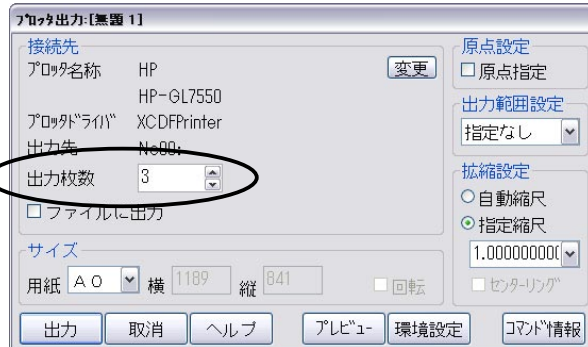 プロッタ出力:[無題 1]
接続先
プロッタ名称 HP 変更
HP-GL7550
プロッタドライバ XCDFPrinter
出力先 Ne00:
出力枚数 3
ファイルに出力
サイズ
用紙 A0 横 1189 縦 841 回転
原点設定
原点指定
出力範囲設定
指定なし
拡縮設定
自動縮尺
指定縮尺
1.00000000(
センターリング
出力 取消 ヘルプ プレビュー 環境設定 コマンド情報